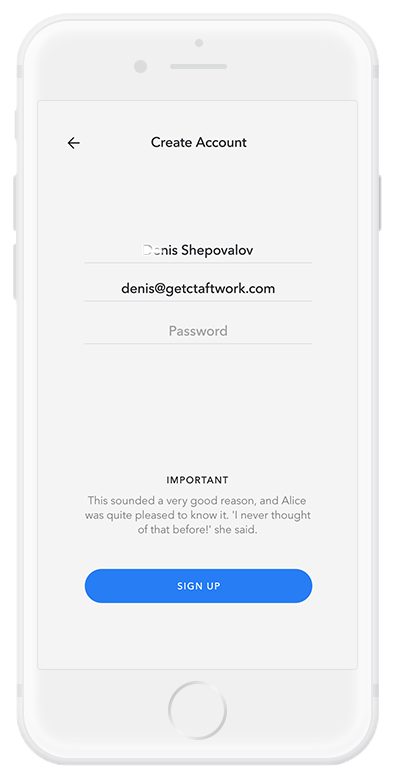 Create Account
Denis Shepovalov
denis@getctaftwork.com
Password
IMPORTANT
This sounded a very good reason, and Alice
was quite pleased to know it. 'I never thought
of that before!' she said.
SIGN UP